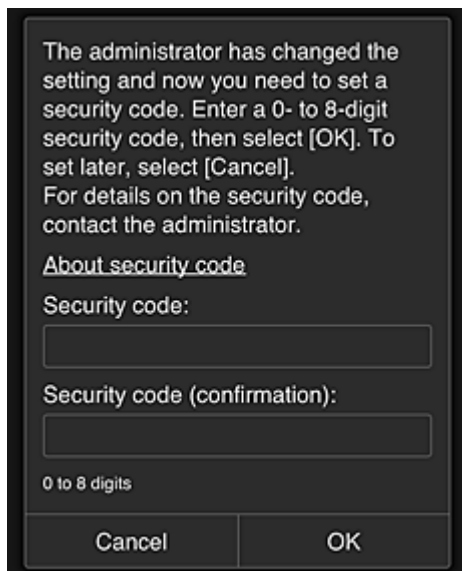 The administrator has changed the
setting and now you need to set a
security code. Enter a 0- to 8-digit
security code, then select [OK]. To
set later, select [Cancel].
For details on the security code,
contact the administrator.
About security code
Security code:
Security code (confirmation):
0 to 8 digits
Cancel
OK